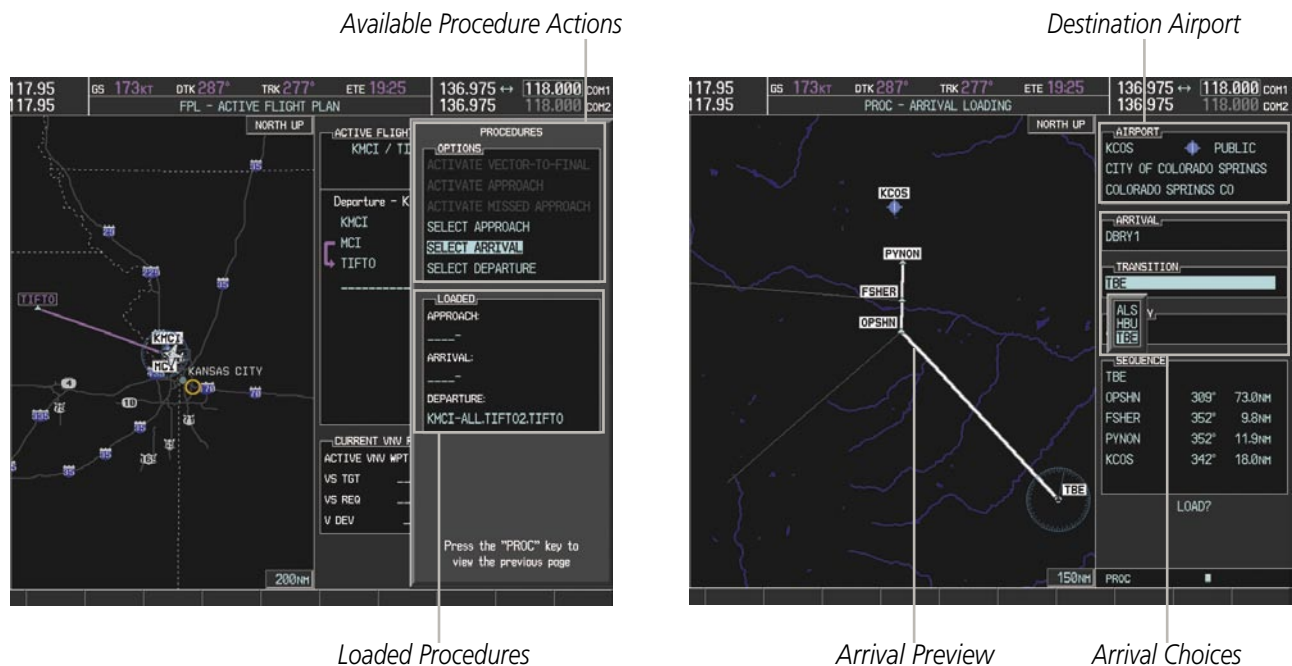 Available Procedure Actions
Destination Airport
117.95
117.95
GS 173KT DTK 287° TRK 277° ETE 19:25
FPL - ACTIVE FLIGHT PLAN
136.975 ↔ 118.000 COM1
136.975 118.000 COM2
NORTH UP
TIFTO
KMCI
KANSAS CITY
200NM
ACTIVE FLIGHT
KMCI / TI
Departure - K
KMCI
MCI
TIFTO
CURRENT VNV P
ACTIVE VNV WPT
VS TGT
VS REQ
V DEV
PROCEDURES
OPTIONS
ACTIVATE VECTOR-TO-FINAL
ACTIVATE APPROACH
ACTIVATE MISSED APPROACH
SELECT APPROACH
SELECT ARRIVAL
SELECT DEPARTURE
LOADED
APPROACH:
____-
ARRIVAL:
____-
DEPARTURE:
KMCI-ALL.TIFTO2.TIFTO
Press the "PROC" key to
view the previous page
117.95
117.95
GS 173KT DTK 287° TRK 277° ETE 19:25
PROC - ARRIVAL LOADING
136.975 ↔ 118.000 COM1
136.975 118.000 COM2
NORTH UP
KCOS
PYNON
FSHER
OPSHN
TBE
150NM
AIRPORT
KCOS PUBLIC
CITY OF COLORADO SPRINGS
COLORADO SPRINGS CO
ARRIVAL
DBRY1
TRANSITION
TBE
ALS
HBU
TBE
SEQUENCE
TBE
OPSHN 309° 73.0NM
FSHER 352° 9.8NM
PYNON 352° 11.9NM
KCOS 342° 18.0NM
LOAD?
PROC
Loaded Procedures
Arrival Preview
Arrival Choices